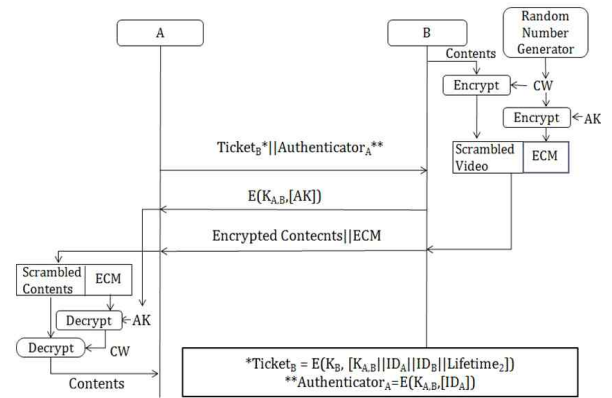 A
B
Random
Number
Generator
Contents
Encrypt
CW
Encrypt
AK
Ticket_B*||Authenticator_A**
Scrambled
Video
ECM
E(K_A,B,[AK])
Encrypted Contecnts||ECM
Scrambled
Contents
ECM
Decrypt
AK
Decrypt
CW
Contents
*Ticket_B = E(K_B, [K_A,B||ID_A||ID_B||Lifetime_2])
**Authenticator_A=E(K_A,B,[ID_A])